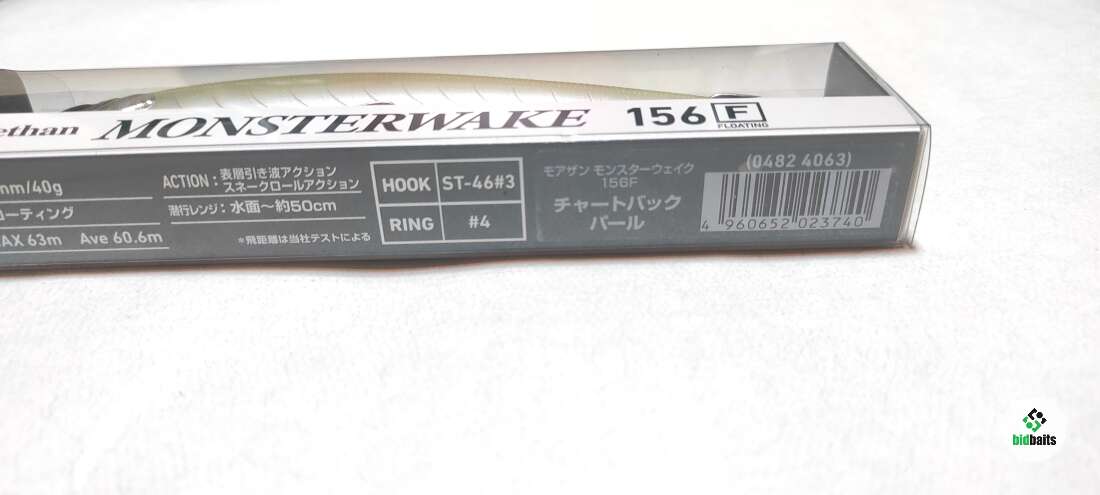 ethan MONSTERWAKE 156 F
FLOATING
mm/40g
コーティング
MAX 63m Ave 60.6m
ACTION：表層引き波アクション
スネークロールアクション
潜行レンジ：水面～約50cm
＊飛距離は当社テストによる
HOOK ST-46#3
RING #4
モアザン モンスターウェイク
156F
チャートバック
パール
(0482 4063)
4 960652 023740
bidbaits